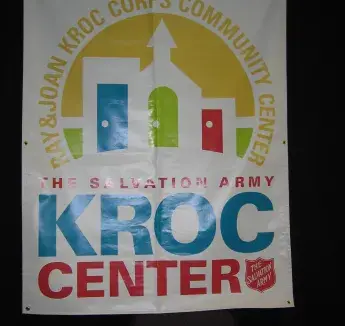 RAY & JOAN KROC CORPS COMMUNITY CENTER
THE SALVATION ARMY
KROC
CENTER
THE
SALVATION
ARMY